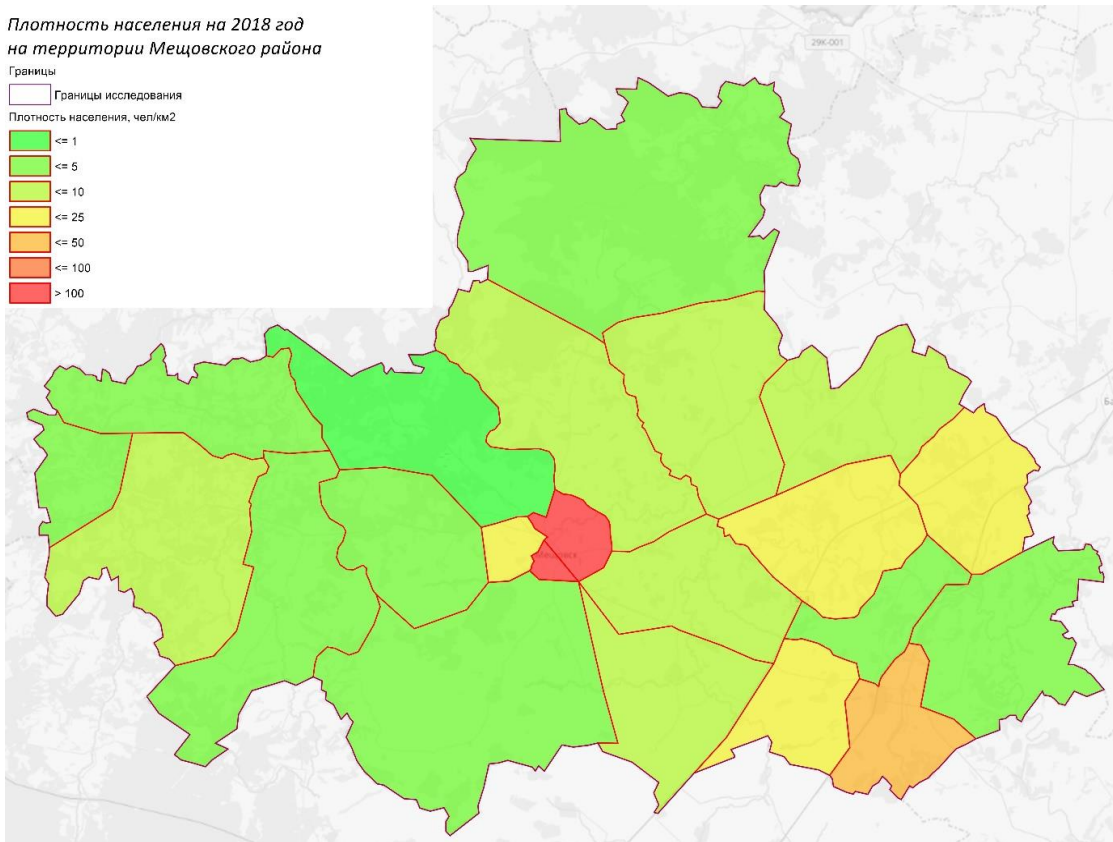 Плотность населения на 2018 год
на территории Мещовского района
Границы
Границы исследования
Плотность населения, чел/км2
<= 1
<= 5
<= 10
<= 25
<= 50
<= 100
> 100
29К-001
Мещовск